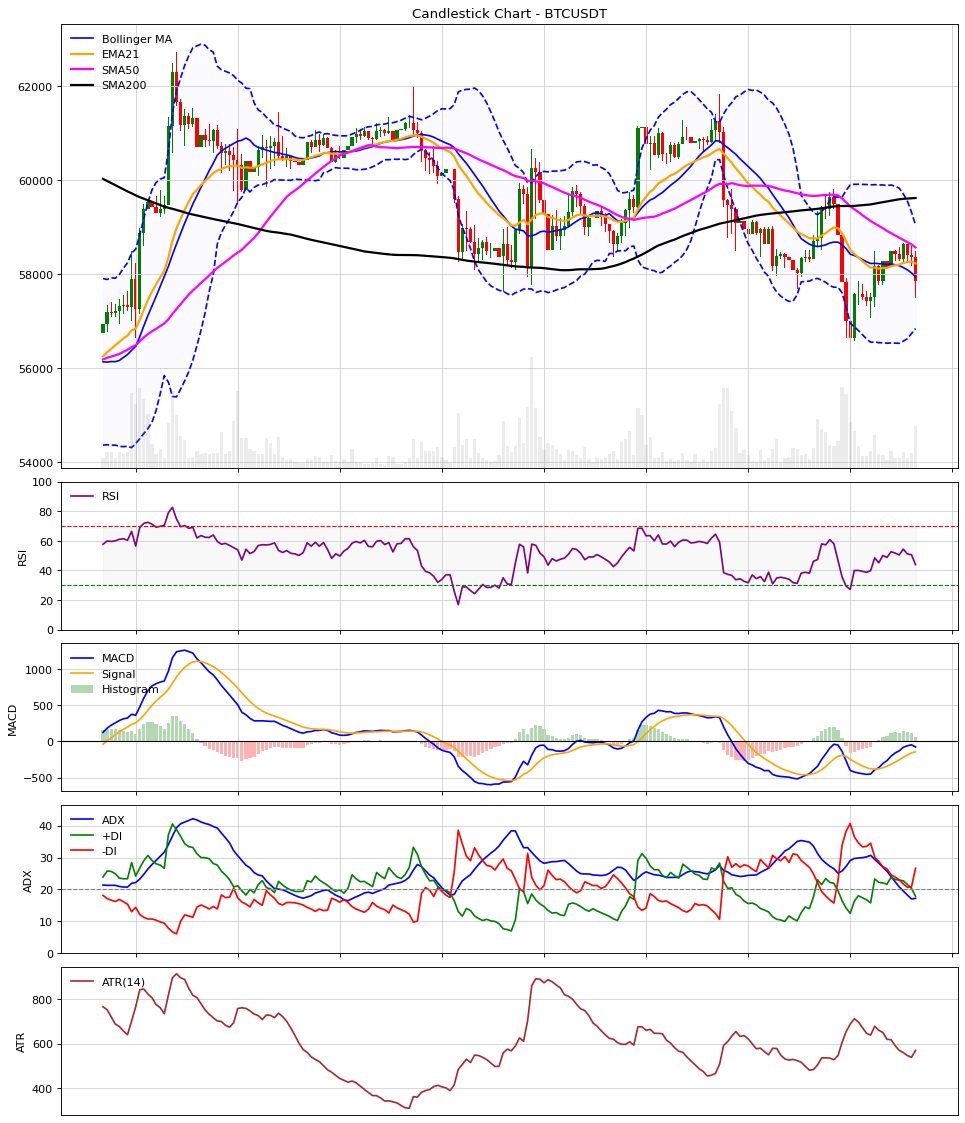 Candlestick Chart - BTCUSDT
Bollinger MA
EMA21
SMA50
SMA200
62000
60000
58000
56000
54000
RSI
RSI
100
80
60
40
20
0
MACD
MACD
Signal
Histogram
1000
500
0
−500
ADX
ADX
+DI
-DI
40
30
20
10
0
ATR
ATR(14)
800
600
400